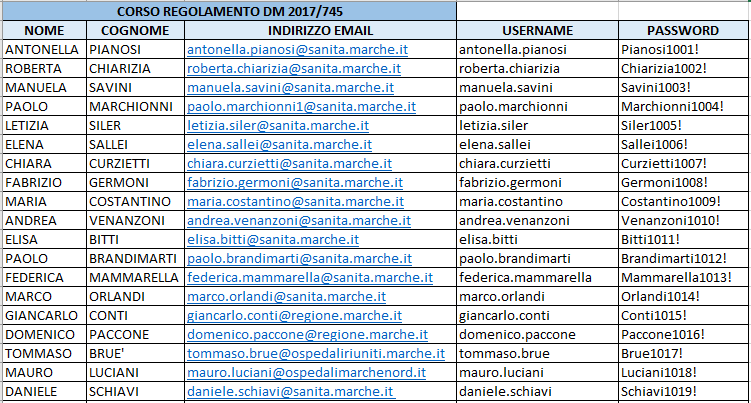 CORSO REGOLAMENTO DM 2017/745
NOME COGNOME INDIRIZZO EMAIL USERNAME PASSWORD
ANTONELLA PIANOSI antonella.pianosi@sanita.marche.it antonella.pianosi Pianosi1001!
ROBERTA CHIARIZIA roberta.chiarizia@sanita.marche.it roberta.chiarizia Chiarizia1002!
MANUELA SAVINI manuela.savini@sanita.marche.it manuela.savini Savini1003!
PAOLO MARCHIONNI paolo.marchionni1@sanita.marche.it paolo.marchionni Marchionni1004!
LETIZIA SILER letizia.siler@sanita.marche.it letizia.siler Siler1005!
ELENA SALLEI elena.sallei@sanita.marche.it elena.sallei Sallei1006!
CHIARA CURZIETTI chiara.curzietti@sanita.marche.it chiara.curzietti Curzietti1007!
FABRIZIO GERMONI fabrizio.germoni@sanita.marche.it fabrizio.germoni Germoni1008!
MARIA COSTANTINO maria.costantino@sanita.marche.it maria.costantino Costantino1009!
ANDREA VENANZONI andrea.venanzoni@sanita.marche.it andrea.venanzoni Venanzoni1010!
ELISA BITTI elisa.bitti@sanita.marche.it elisa.bitti Bitti1011!
PAOLO BRANDIMARTI paolo.brandimarti@sanita.marche.it paolo.brandimarti Brandimarti1012!
FEDERICA MAMMARELLA federica.mammarella@sanita.marche.it federica.mammarella Mammarella1013!
MARCO ORLANDI marco.orlandi@sanita.marche.it marco.orlandi Orlandi1014!
GIANCARLO CONTI giancarlo.conti@regione.marche.it giancarlo.conti Conti1015!
DOMENICO PACCONE domenico.paccone@regione.marche.it domenico.paccone Paccone1016!
TOMMASO BRUE' tommaso.brue@ospedaliriuniti.marche.it tommaso.brue Brue1017!
MAURO LUCIANI mauro.luciani@ospedalimarchenord.it mauro.luciani Luciani1018!
DANIELE SCHIAVI daniele.schiavi@sanita.marche.it daniele.schiavi Schiavi1019!